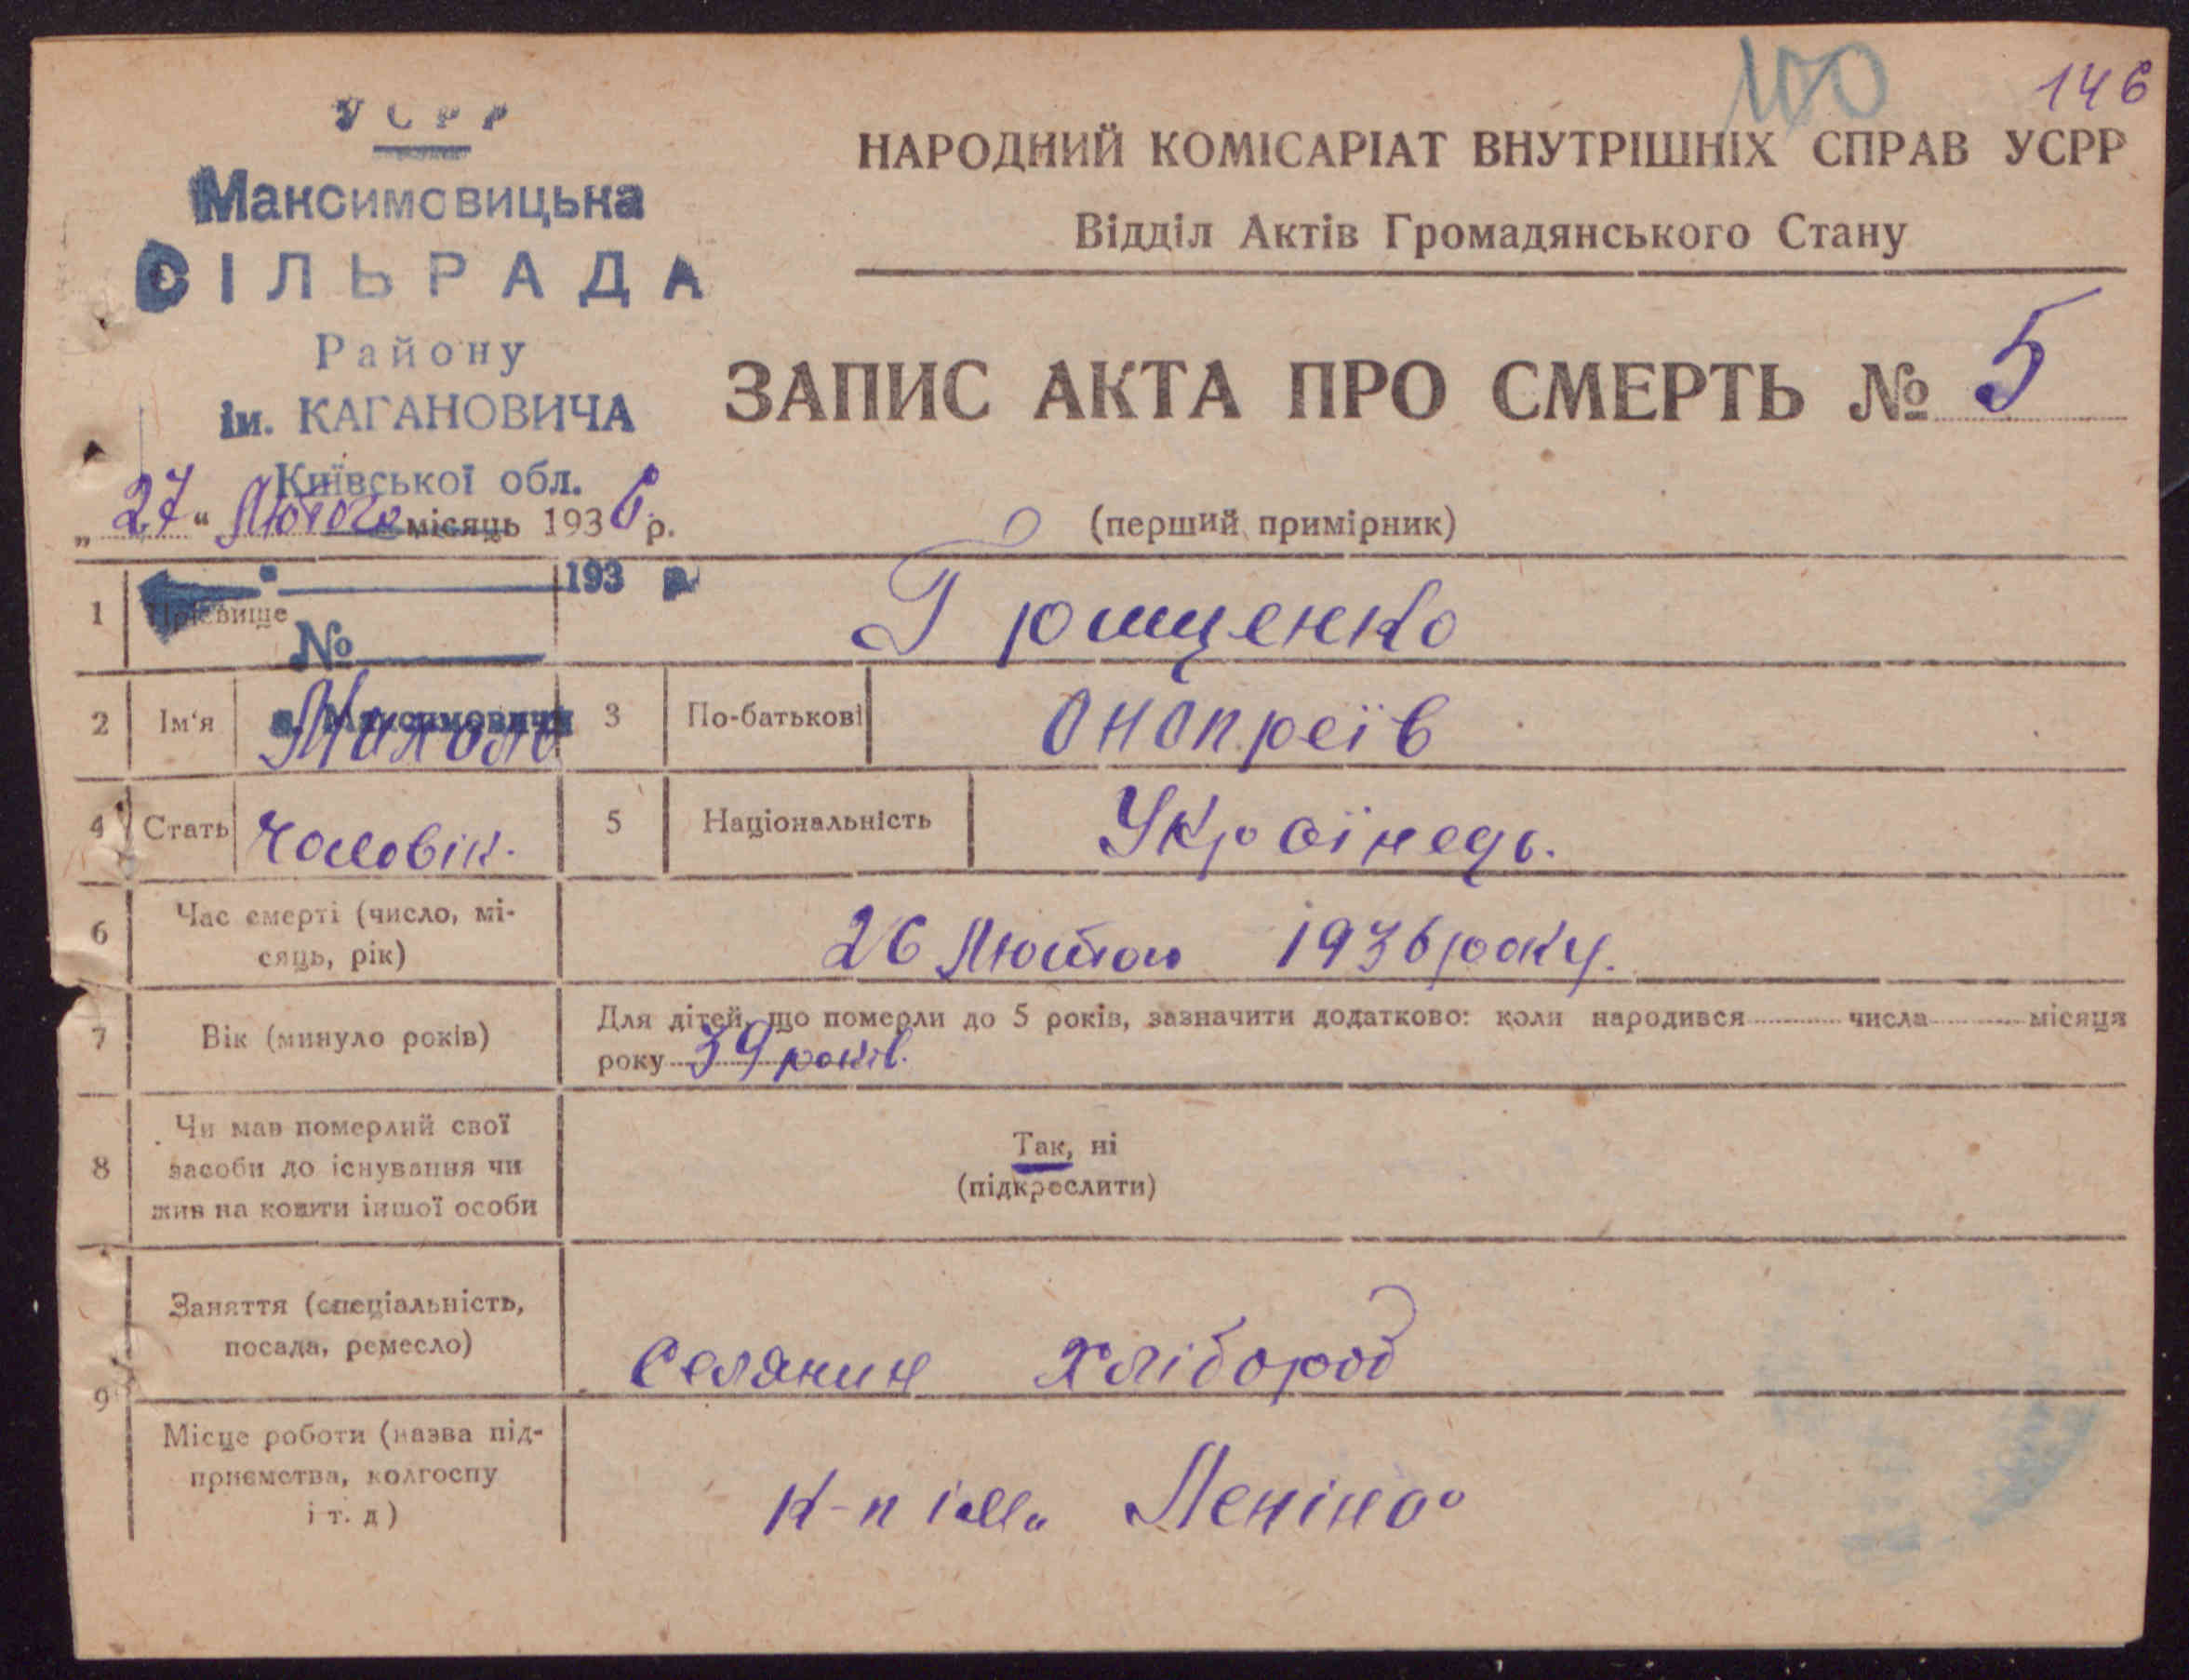 100 146
УСРР
Максимовицька
СІЛЬРАДА
Району
ім. КАГАНОВИЧА
Київської обл.
193 р.
№
с. Максимовичі
НАРОДНИЙ КОМІСАРІАТ ВНУТРІШНІХ СПРАВ УСРР
Відділ Актів Громадянського Стану
ЗАПИС АКТА ПРО СМЕРТЬ № 5
„27“ Лютого місяць 1936 р.
(перший примірник)
1 Прізвище Грищенко
2 Ім'я 3 По-батькові Онопреїв
4 Стать Чоловік. 5 Національність Українець.
6 Час смерті (число, мі-
сяць, рік) 26 Лютого 1936 року.
7 Вік (минуло років) Для дітей, що померли до 5 років, зазначити додатково: коли народився числа місяця
року 39 років.
8 Чи мав померлий свої
засоби до існування чи
жив на кошти іншої особи
Так, ні
(підкреслити)
9 Заняття (спеціальність,
посада, ремесло) Селянин Хлібороб
Місце роботи (назва під-
приємства, колгоспу
і т. д) К-п ім. Леніна